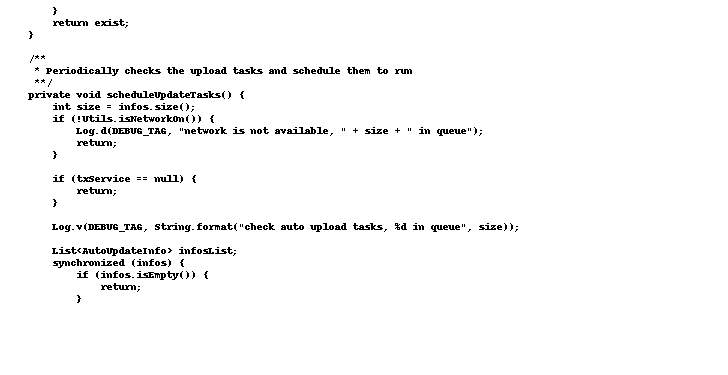 }
    return exist;
}

/**
 * Periodically checks the upload tasks and schedule them to run
 **/
private void scheduleUpdateTasks() {
    int size = infos.size();
    if (!Utils.isNetworkOn()) {
        Log.d(DEBUG_TAG, "network is not available, " + size + " in queue");
        return;
    }

    if (txService == null) {
        return;
    }

    Log.v(DEBUG_TAG, String.format("check auto upload tasks, %d in queue", size));

    List<AutoUpdateInfo> infosList;
    synchronized (infos) {
        if (infos.isEmpty()) {
            return;
        }